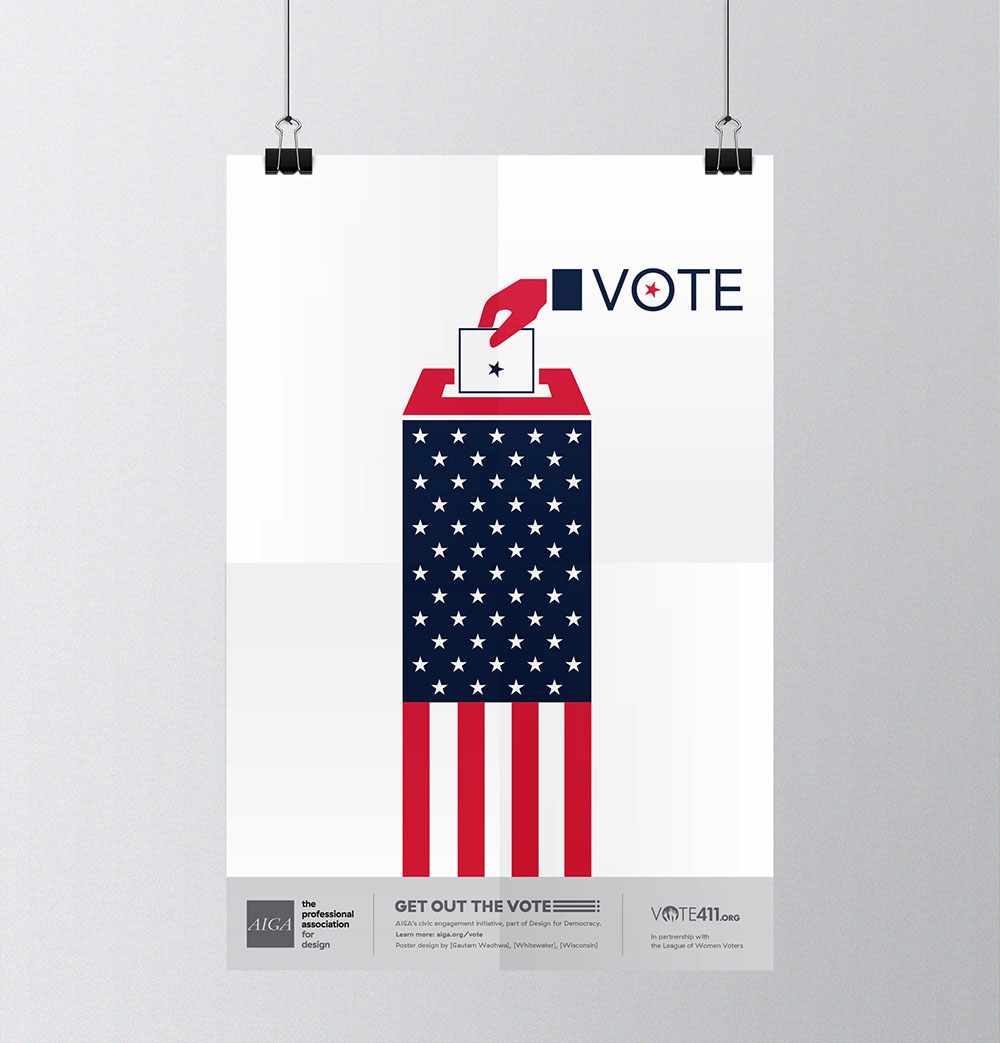 VOTE
AIGA
the
professional
association
for
design
GET OUT THE VOTE
AIGA's civic engagement initiative, part of Design for Democracy.
Learn more: aiga.org/vote
Poster design by [Gautam Wadhwa], [Whitewater], [Wisconsin]
VOTE411.ORG
In partnership with
the League of Women Voters